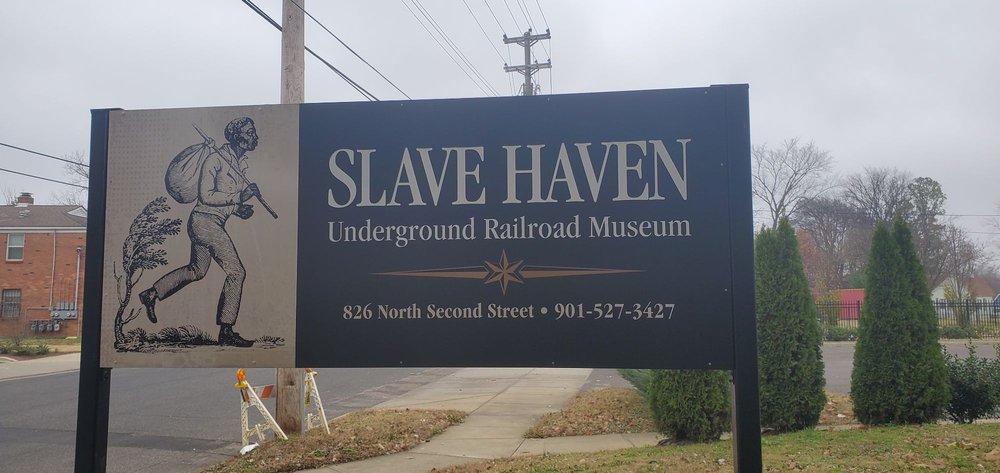 SLAVE HAVEN
Underground Railroad Museum
826 North Second Street • 901-527-3427